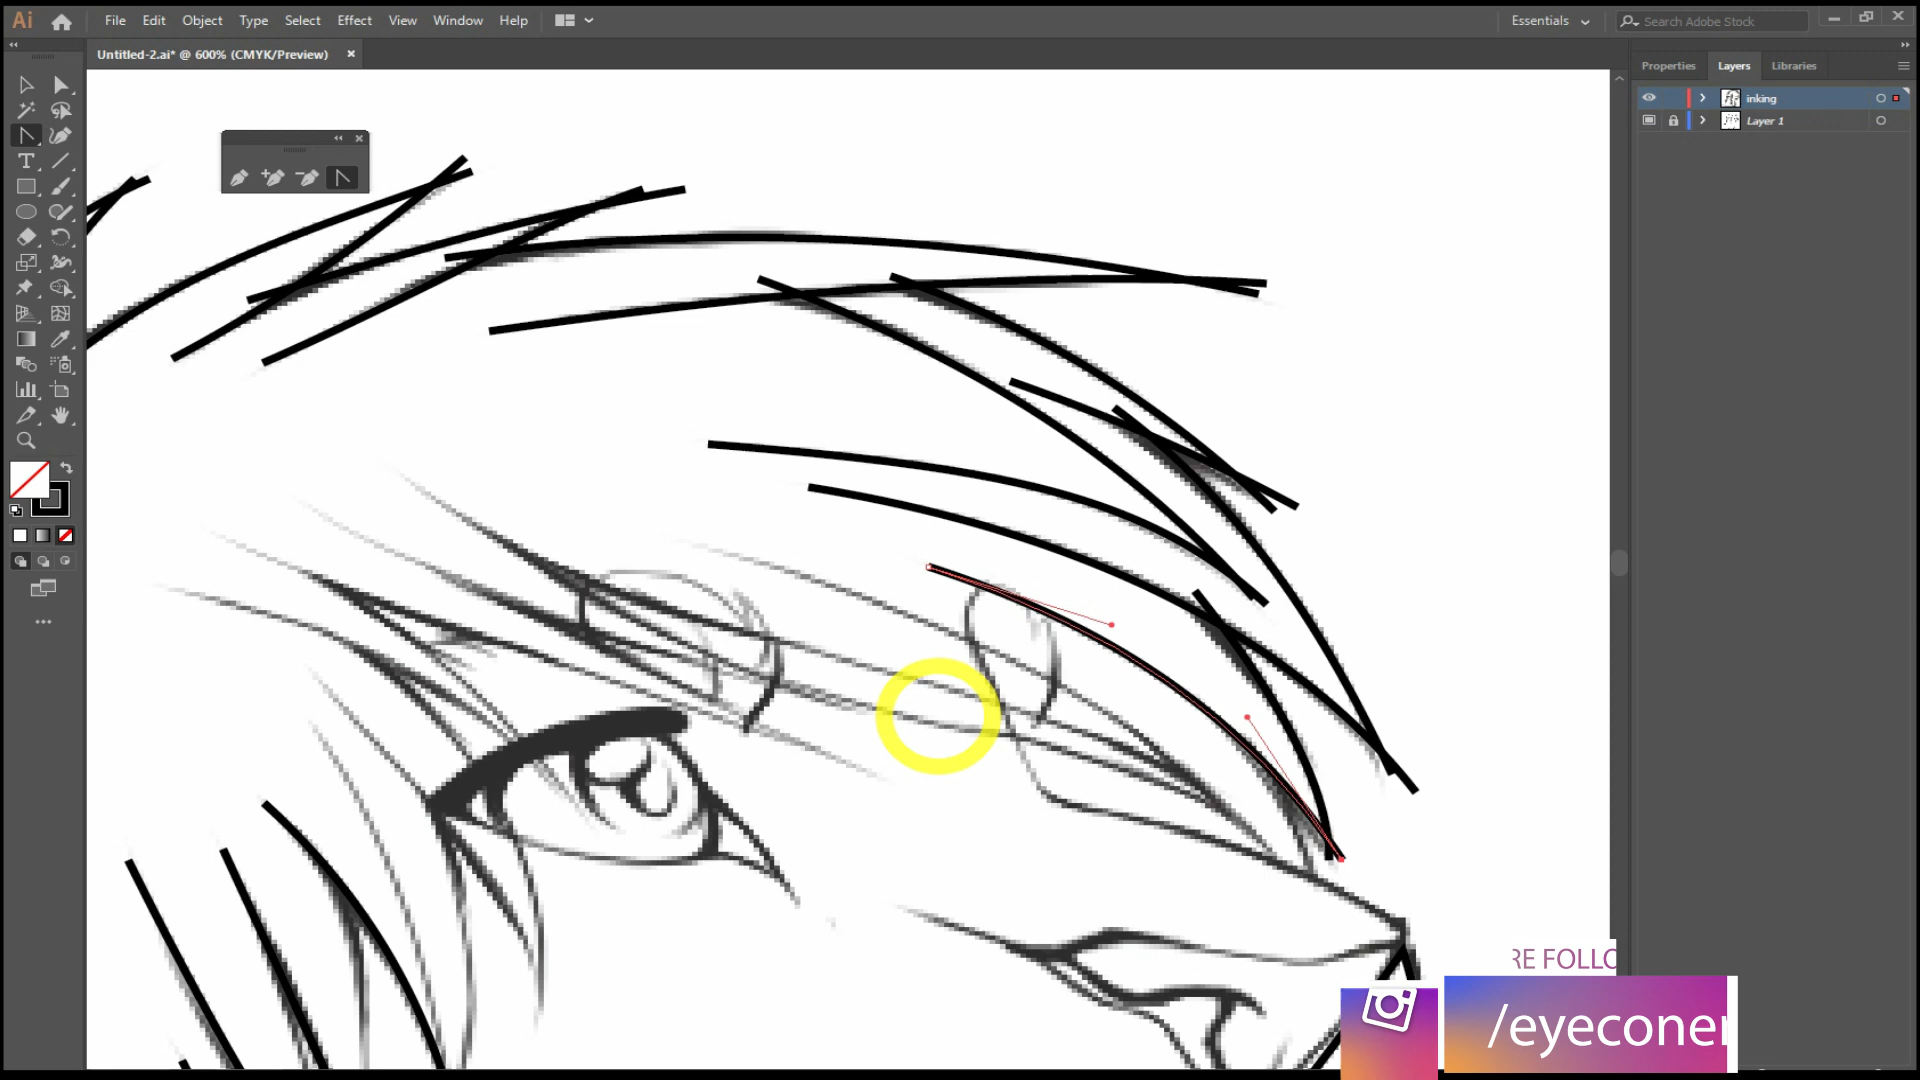 Ai File Edit Object Type Select Effect View Window Help Essentials Search Adobe Stock
Untitled-2.ai* @ 600% (CMYK/Preview)
Properties Layers Libraries
inking
Layer 1
RE FOLLO
/eyeconer